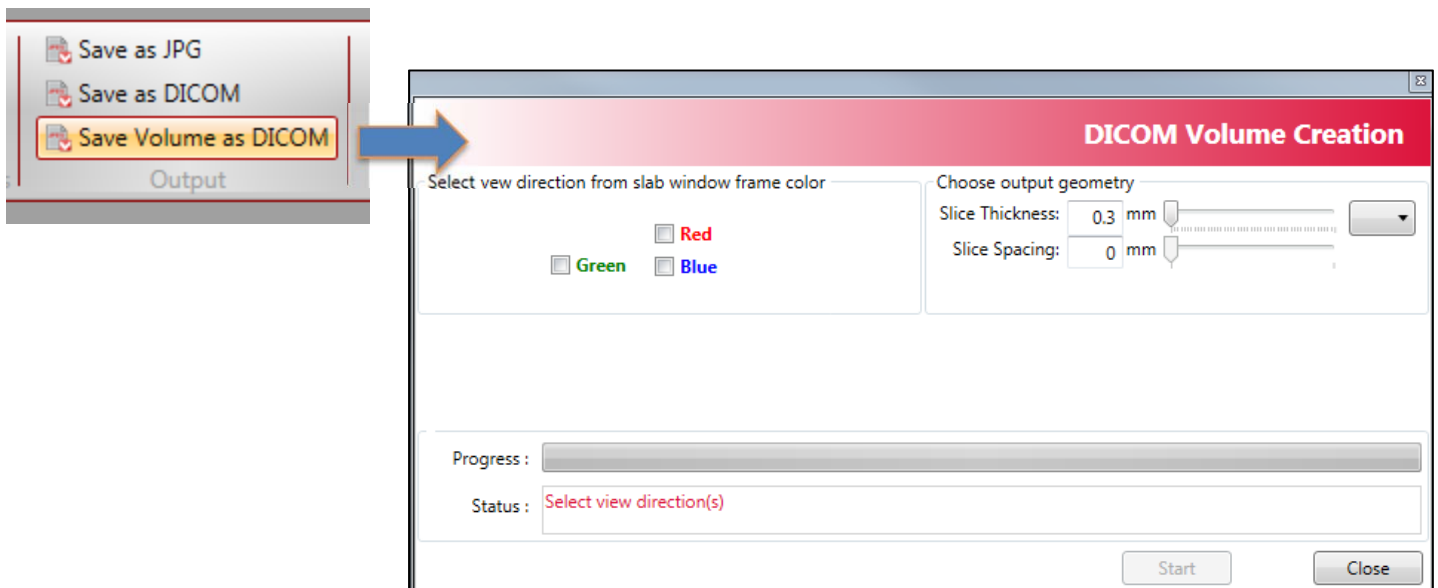 Save as JPG
Save as DICOM
Save Volume as DICOM
Output
DICOM Volume Creation
Select vew direction from slab window frame color
Red
Green
Blue
Choose output geometry
Slice Thickness: 0.3 mm
Slice Spacing: 0 mm
Progress :
Status : Select view direction(s)
Start
Close